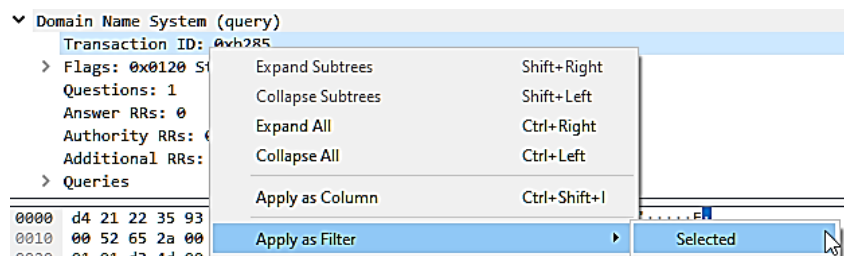 Domain Name System (query)
Transaction ID: 0xb285
Flags: 0x0120 St
Expand Subtrees Shift+Right
Questions: 1
Collapse Subtrees Shift+Left
Answer RRs: 0
Expand All Ctrl+Right
Authority RRs:
Additional RRs:
Collapse All Ctrl+Left
Queries
Apply as Column Ctrl+Shift+I
0000 d4 21 22 35 93
0010 00 52 65 2a 00
Apply as Filter Selected